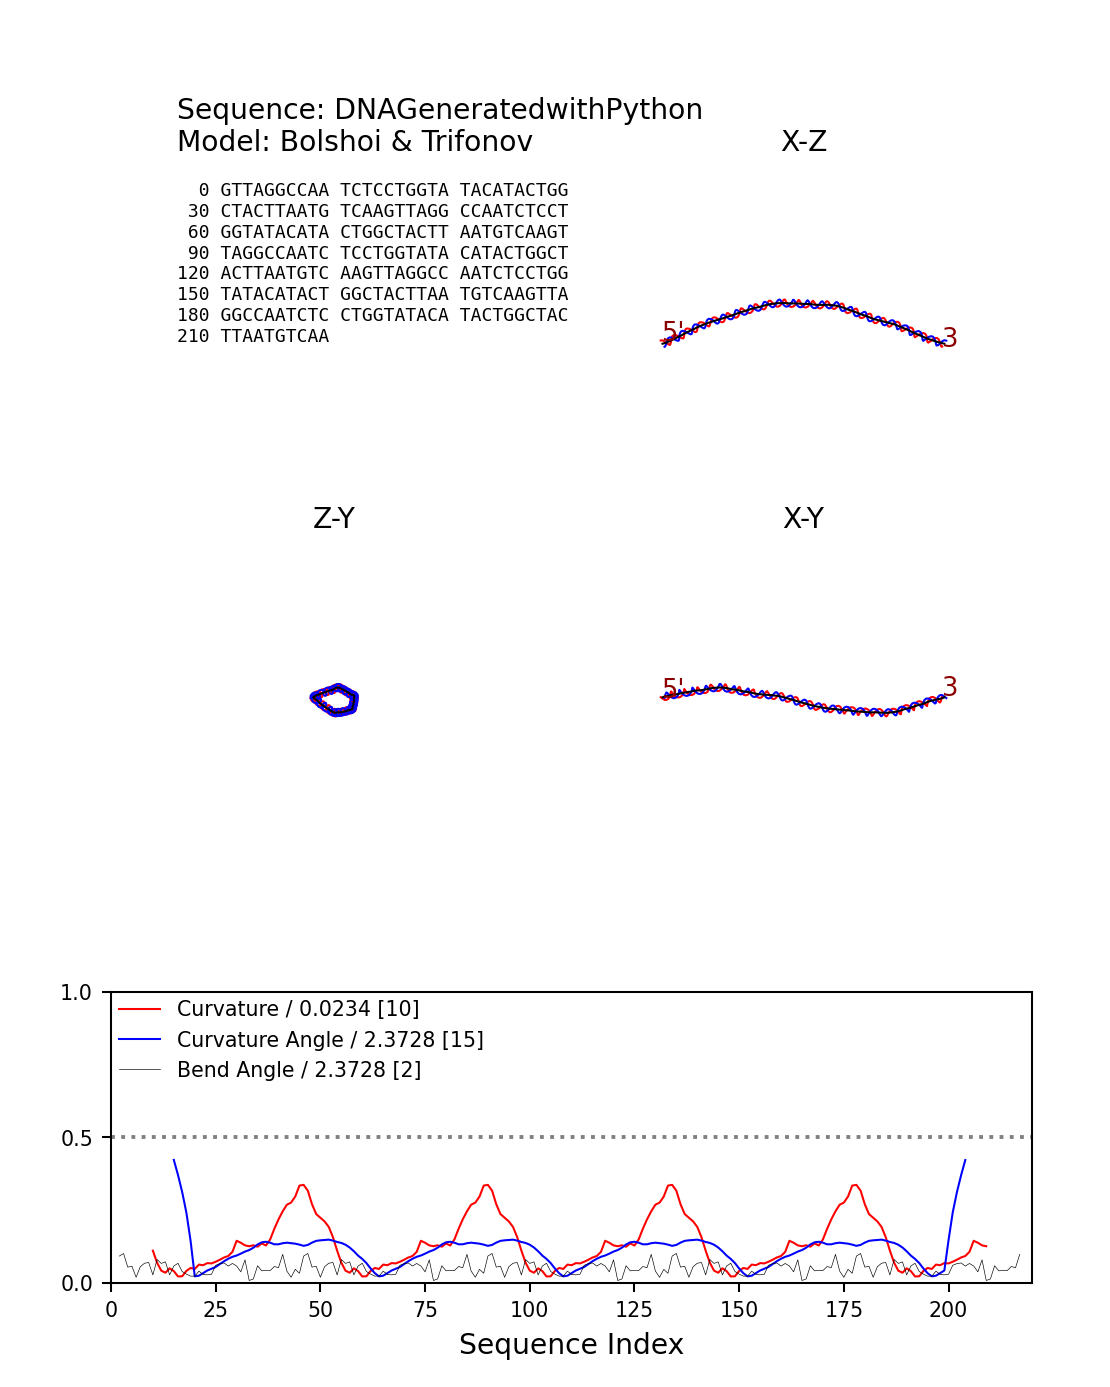 Sequence: DNAGeneratedwithPython
Model: Bolshoi & Trifonov
X-Z
0 GTTAGGCCAA TCTCCTGGTA TACATACTGG
30 CTACTTAATG TCAAGTTAGG CCAATCTCCT
60 GGTATACATA CTGGCTACTT AATGTCAAGT
90 TAGGCCAATC TCCTGGTATA CATACTGGCT
120 ACTTAATGTC AAGTTAGGCC AATCTCCTGG
150 TATACATACT GGCTACTTAA TGTCAAGTTA
180 GGCCAATCTC CTGGTATACA TACTGGCTAC
210 TTAATGTCAA
5'
3
Z-Y
X-Y
5'
3
1.0
Curvature / 0.0234 [10]
Curvature Angle / 2.3728 [15]
Bend Angle / 2.3728 [2]
0.5
0.0
0 25 50 75 100 125 150 175 200
Sequence Index